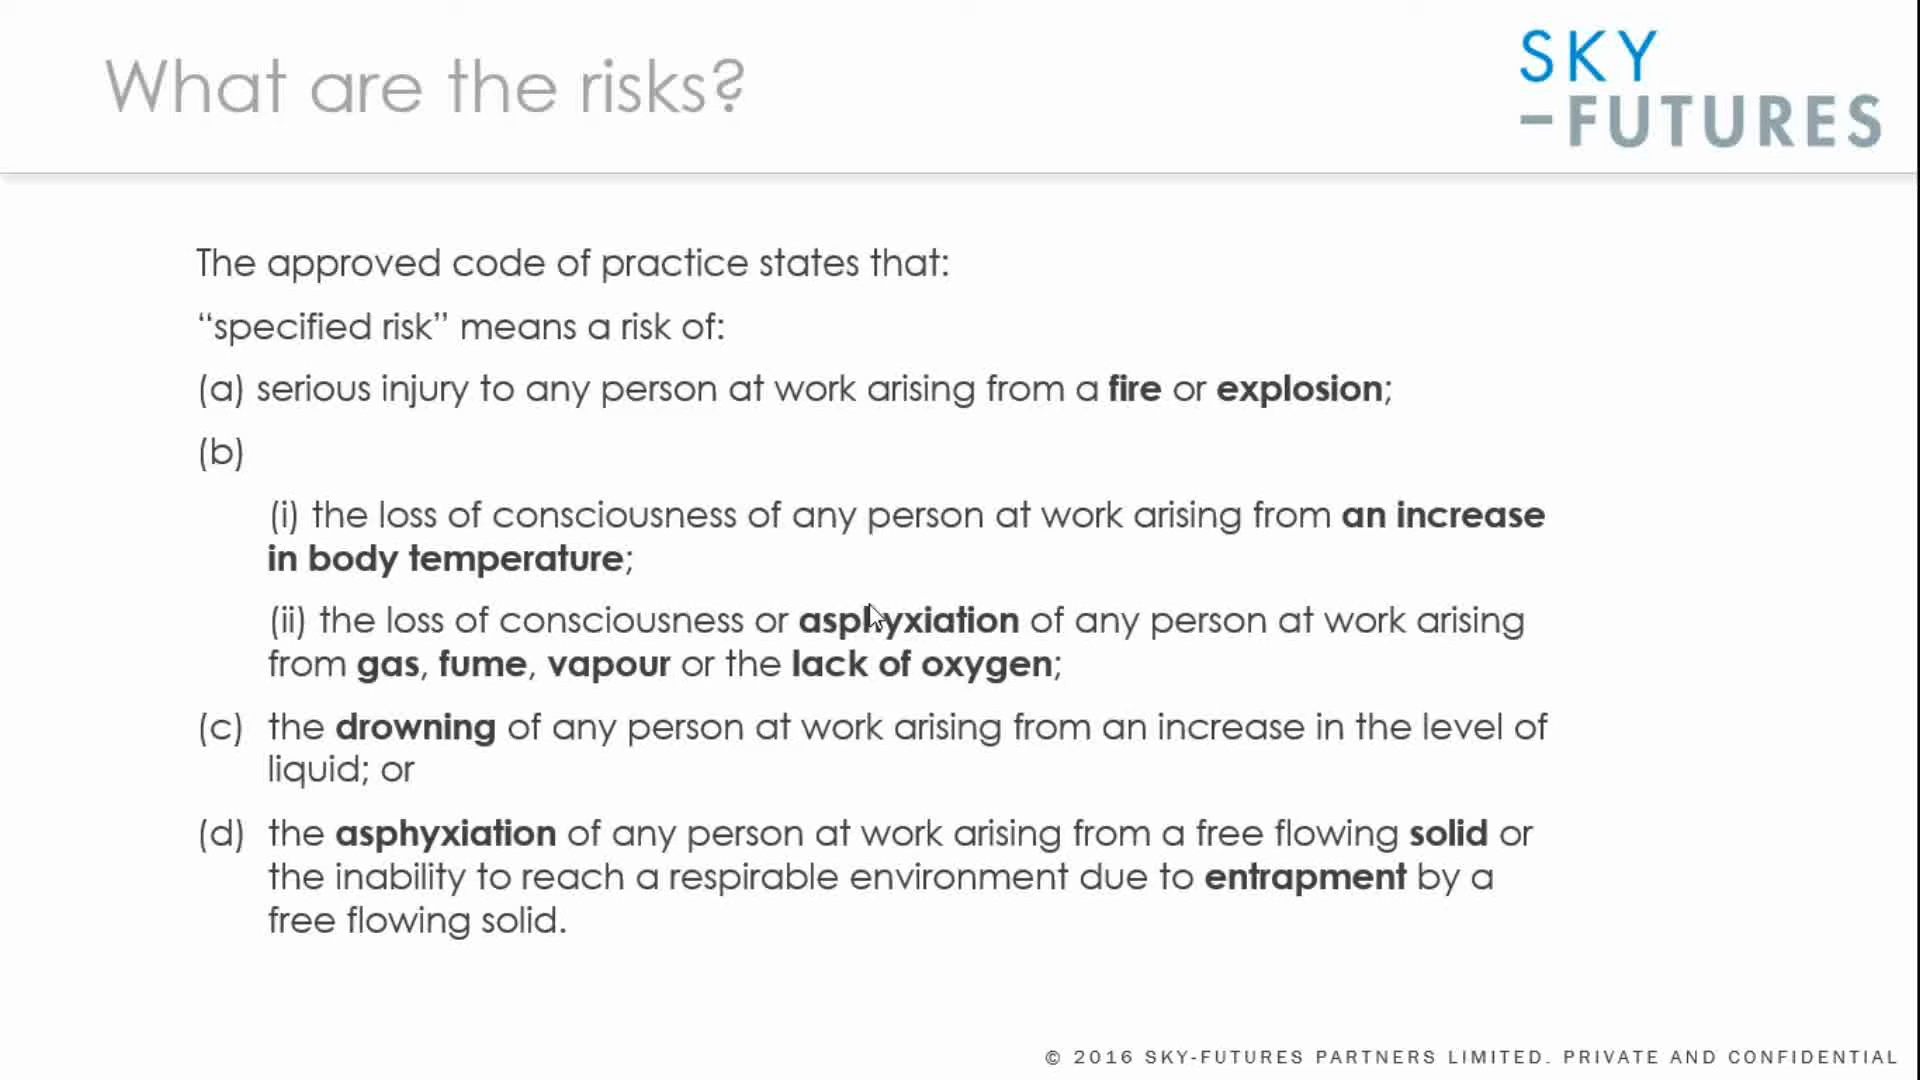 What are the risks?
SKY
-FUTURES
The approved code of practice states that:
“specified risk” means a risk of:
(a) serious injury to any person at work arising from a fire or explosion;
(b)
(i) the loss of consciousness of any person at work arising from an increase
in body temperature;
(ii) the loss of consciousness or asphyxiation of any person at work arising
from gas, fume, vapour or the lack of oxygen;
(c) the drowning of any person at work arising from an increase in the level of
liquid; or
(d) the asphyxiation of any person at work arising from a free flowing solid or
the inability to reach a respirable environment due to entrapment by a
free flowing solid.
© 2016 SKY-FUTURES PARTNERS LIMITED. PRIVATE AND CONFIDENTIAL